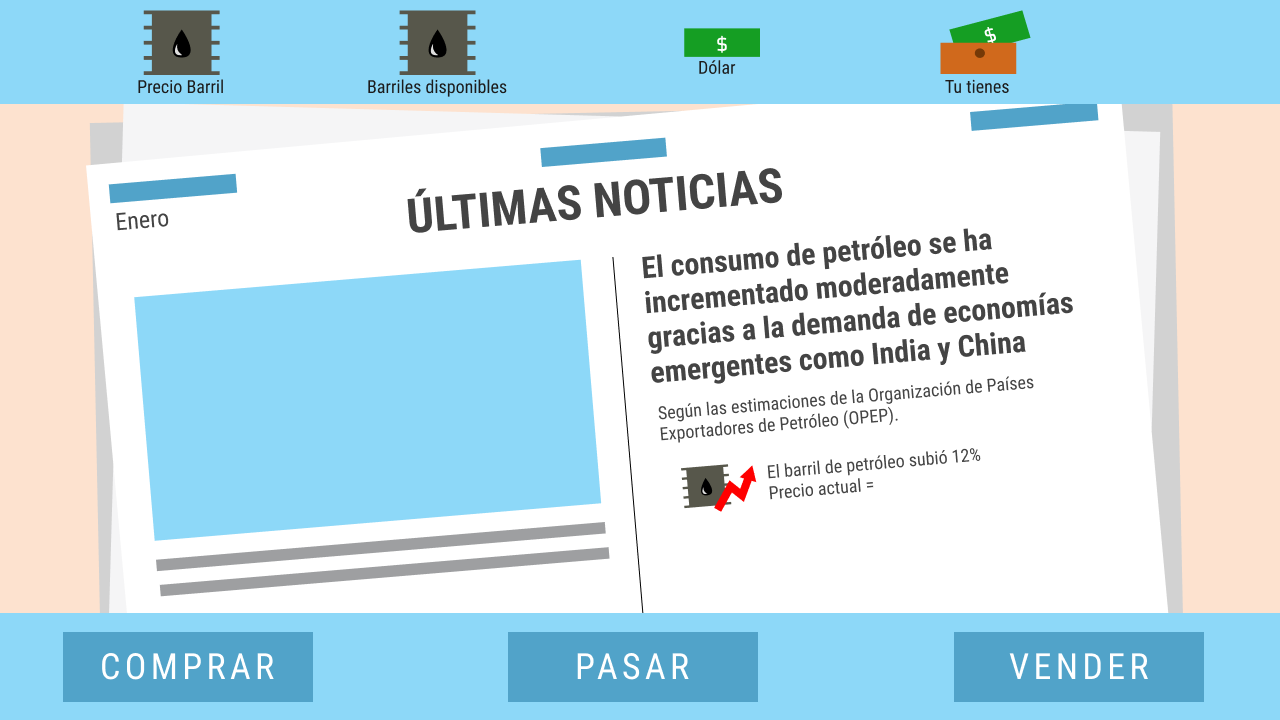 Precio Barril
Barriles disponibles
$
Dólar
$
Tu tienes
Enero
ÚLTIMAS NOTICIAS
El consumo de petróleo se ha
incrementado moderadamente
gracias a la demanda de economías
emergentes como India y China
Según las estimaciones de la Organización de Países
Exportadores de Petróleo (OPEP).
El barril de petróleo subió 12%
Precio actual =
COMPRAR
PASAR
VENDER